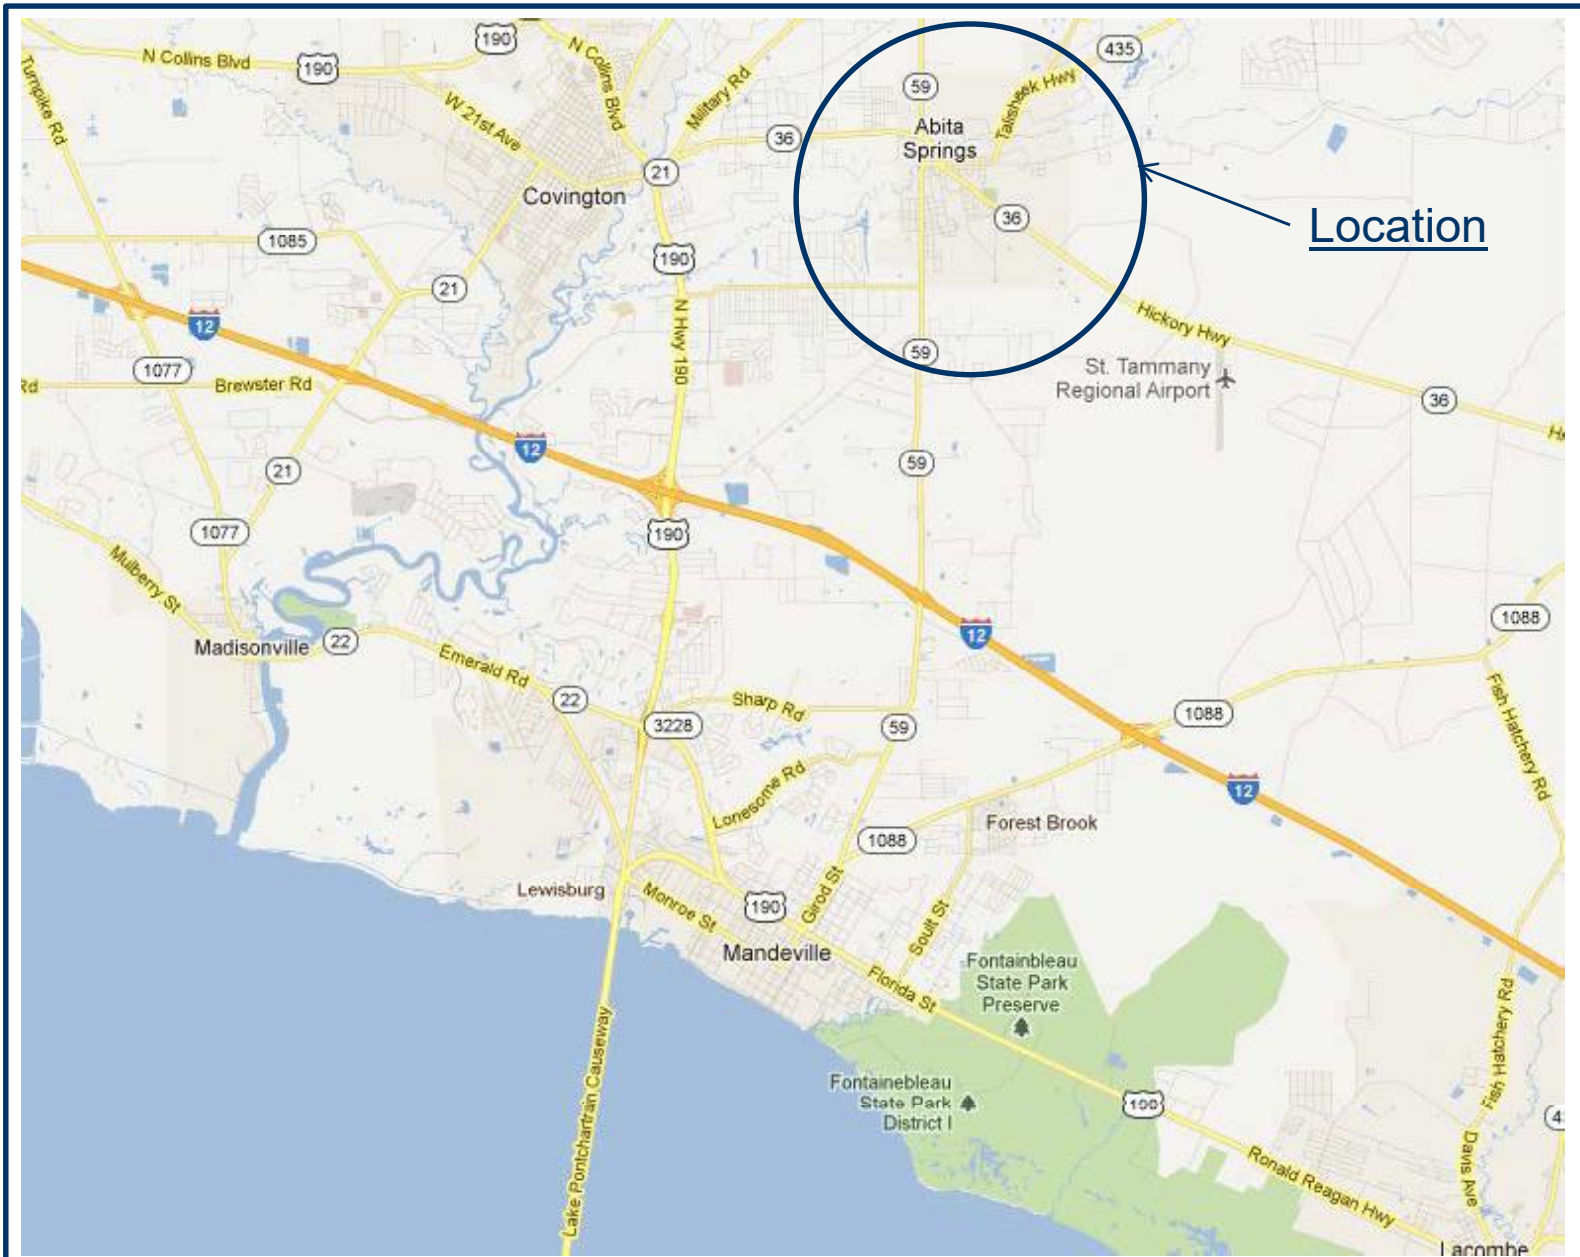 190
N Collins Blvd
435
N Collins Blvd
190
Turnpike Rd
59
Talisheek Hwy
Military Rd
W 21st Ave
36
Abita
Springs
21
Covington
36
Location
1085
190
21
N Hwy 190
12
Hickory Hwy
59
St. Tammany
Regional Airport
1077
Rd
Brewster Rd
36
12
59
21
1077
190
Mulberry St
1088
12
Madisonville
22
Emerald Rd
22
Sharp Rd
3228
59
1088
Fish Hatchery Rd
Lonesome Rd
12
Forest Brook
1088
Lewisburg
Monroe St
190
Girod St
Soult St
Mandeville
Florida St
Fontainbleau
State Park
Preserve
Fish Hatchery Rd
Lake Pontchartrain Causeway
Fontainebleau
State Park
District I
190
Davis Ave
Ronald Reagan Hwy
Lacombe